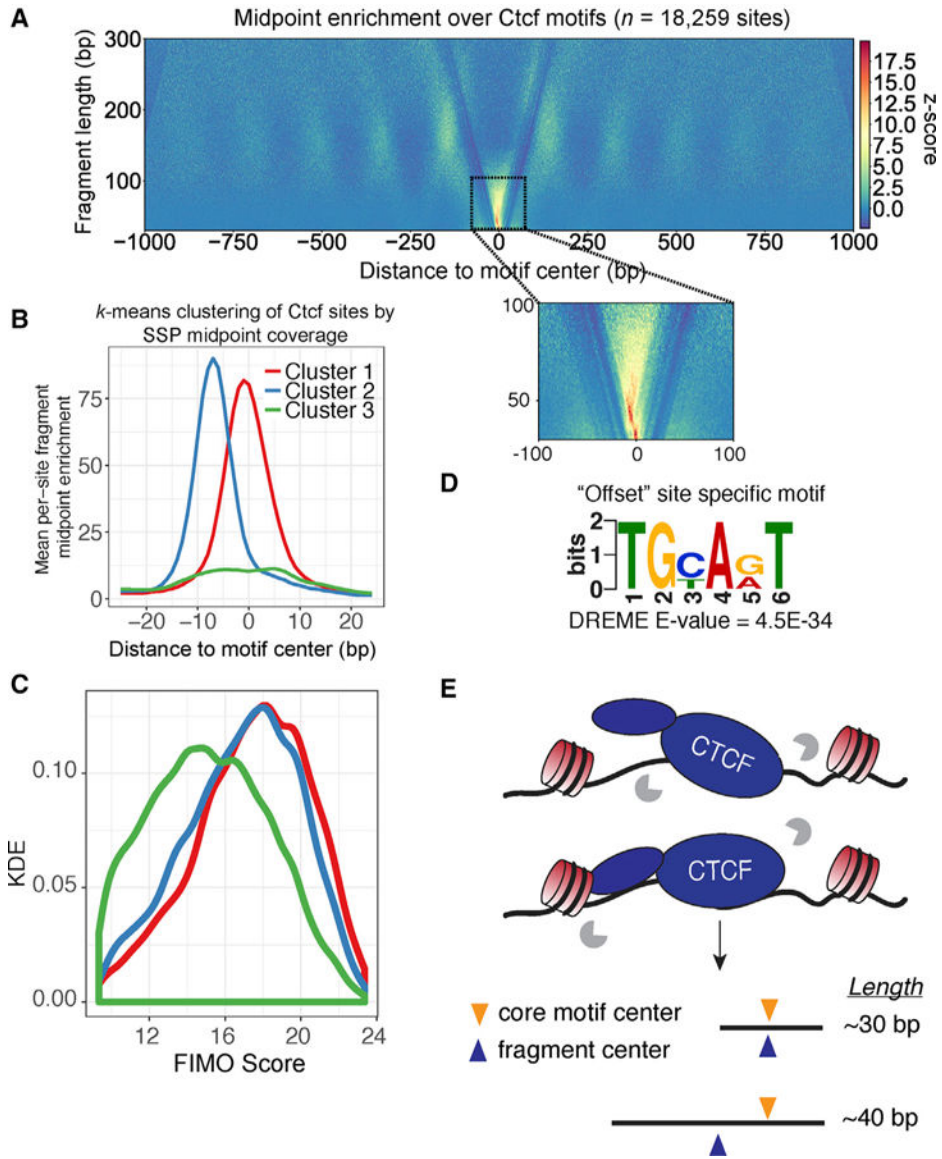 A
Midpoint enrichment over Ctcf motifs (n = 18,259 sites)
Fragment length (bp)
300
200
100
−1000 −750 −500 −250 0 250 500 750 1000
Distance to motif center (bp)
17.5
15.0
12.5
10.0
7.5
5.0
2.5
0.0
z-score
100
50
-100 0 100
B
k-means clustering of Ctcf sites by
SSP midpoint coverage
Mean per−site fragment
midpoint enrichment
75
50
25
0
Cluster 1
Cluster 2
Cluster 3
−20 −10 0 10 20
Distance to motif center (bp)
C
KDE
0.10
0.05
0.00
12 16 20 24
FIMO Score
D
"Offset" site specific motif
bits
2
1
0
T G C T A G A T
1 2 3 4 5 6
DREME E-value = 4.5E-34
E
CTCF
CTCF
Length
core motif center
~30 bp
fragment center
~40 bp